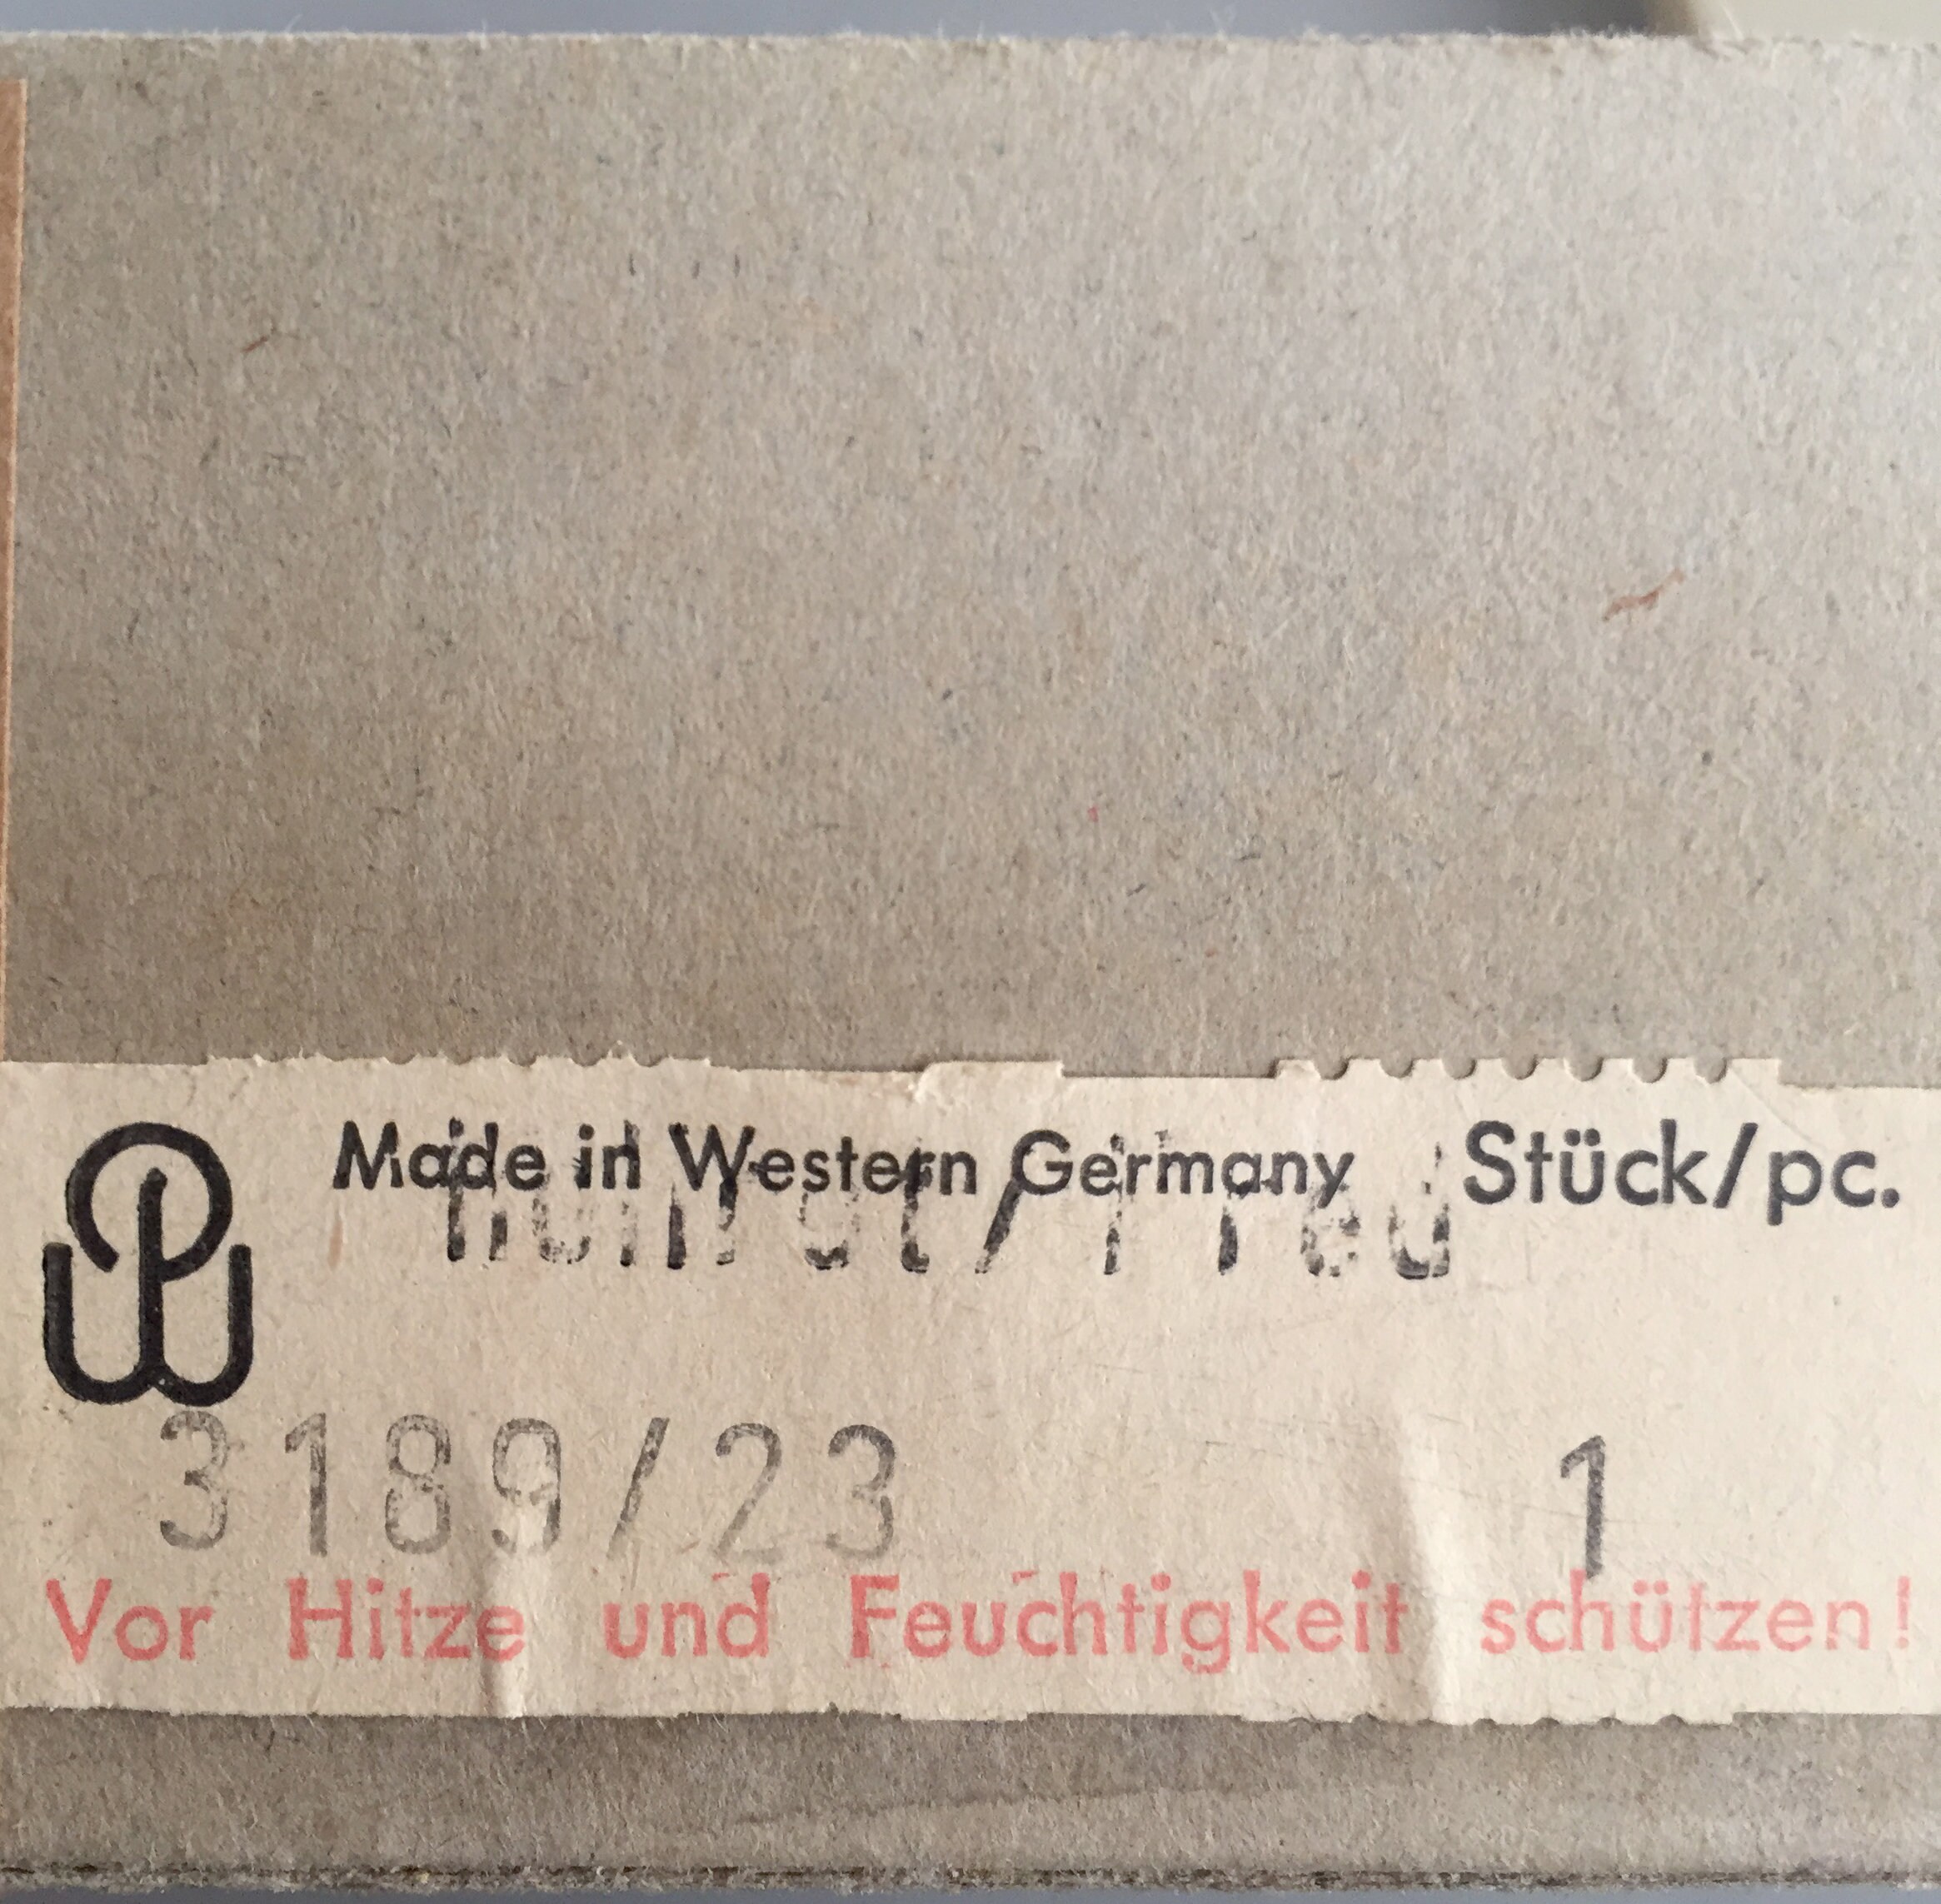 Made in Western Germany Stück/pc.
3189/23 1
Vor Hitze und Feuchtigkeit schützen!